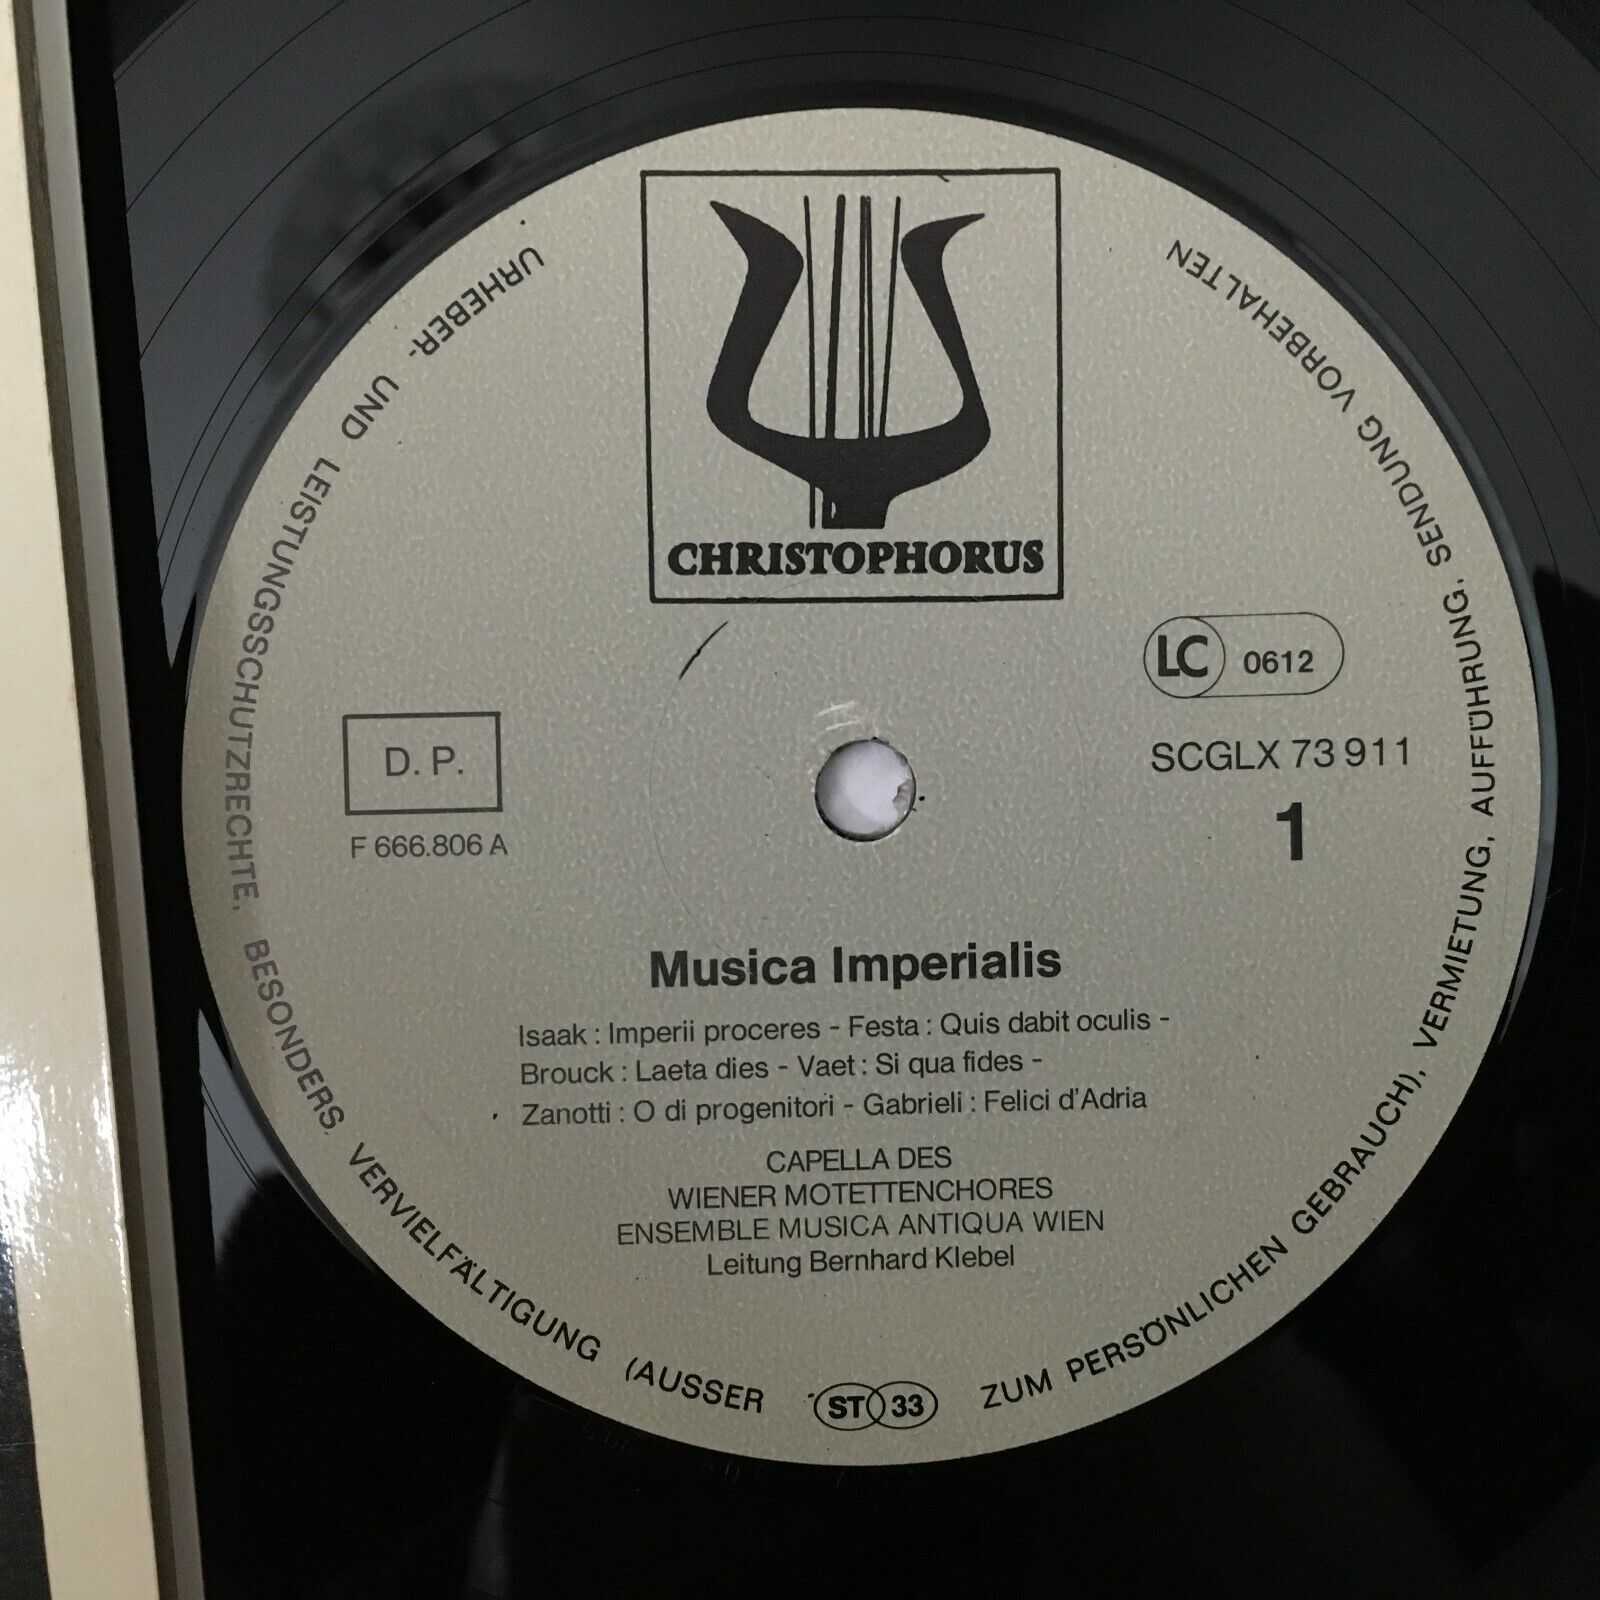 CHRISTOPHORUS
LC 0612
D. P.
SCGLX 73 911
1
F 666.806 A
Musica Imperialis
Isaak : Imperii proceres - Festa : Quis dabit oculis -
Brouck : Laeta dies - Vaet : Si qua fides -
Zanotti : O di progenitori - Gabrieli : Felici d'Adria
CAPELLA DES
WIENER MOTETTENCHORES
ENSEMBLE MUSICA ANTIQUA WIEN
Leitung Bernhard Klebel
ST 33
URHEBER- UND LEISTUNGSSCHUTZRECHTE, BESONDERS VERVIELFÄLTIGUNG (AUSSER ZUM PERSÖNLICHEN GEBRAUCH), VERMIETUNG, AUFFÜHRUNG, SENDUNG VORBEHALTEN